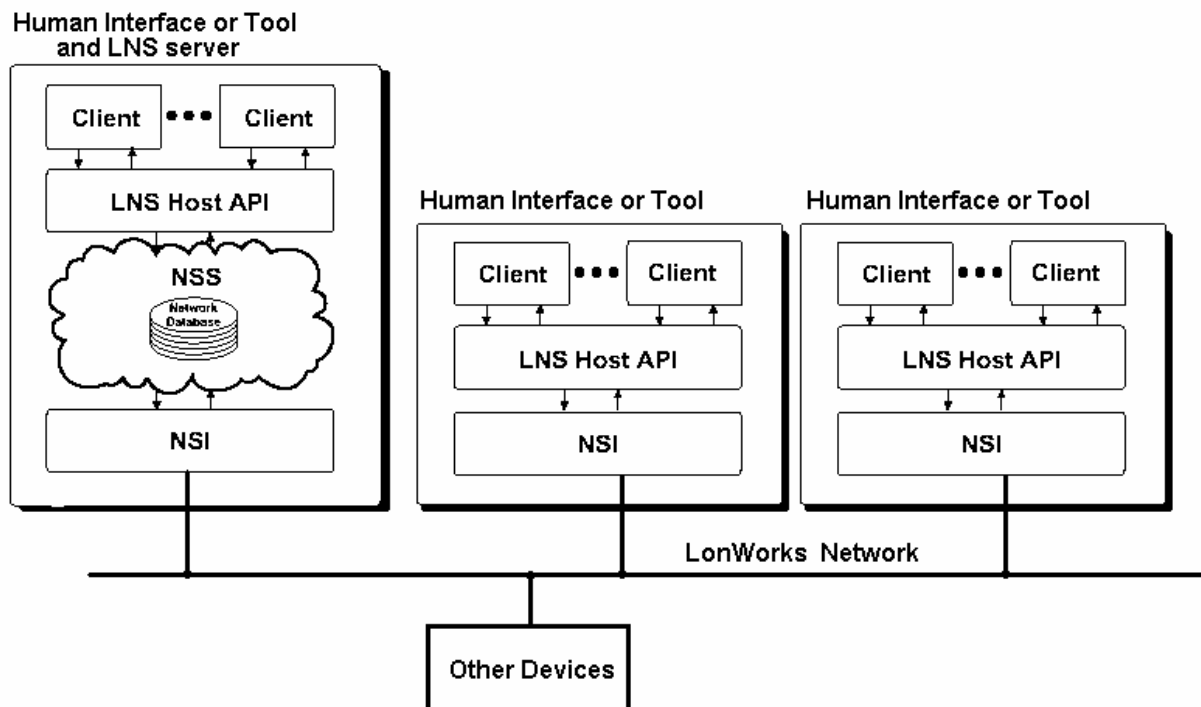 Human Interface or Tool
and LNS server
Client ••• Client
LNS Host API
NSS
Network
Database
NSI
Human Interface or Tool
Client ••• Client
LNS Host API
NSI
Human Interface or Tool
Client ••• Client
LNS Host API
NSI
LonWorks Network
Other Devices